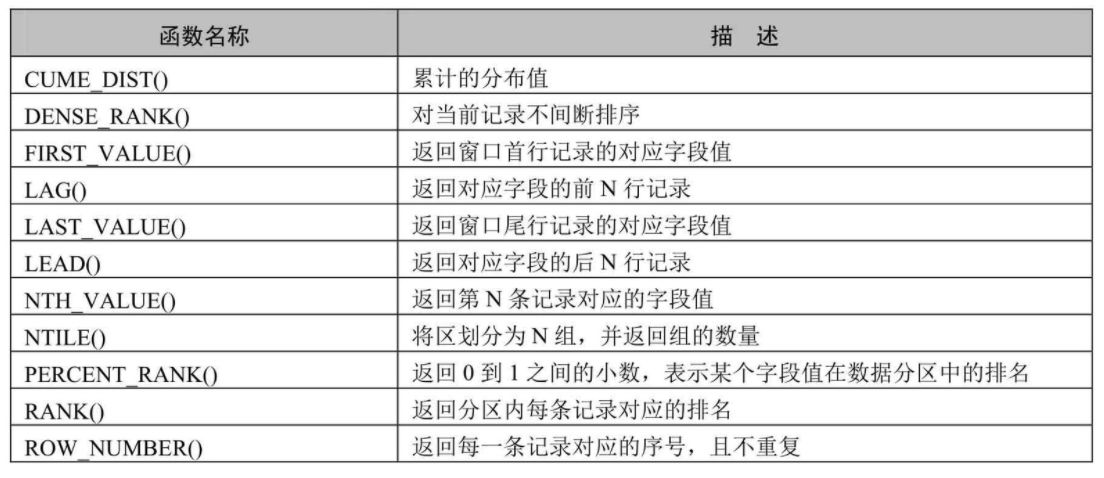 函数名称 描 述
CUME_DIST() 累计的分布值
DENSE_RANK() 对当前记录不间断排序
FIRST_VALUE() 返回窗口首行记录的对应字段值
LAG() 返回对应字段的前 N 行记录
LAST_VALUE() 返回窗口尾行记录的对应字段值
LEAD() 返回对应字段的后 N 行记录
NTH_VALUE() 返回第 N 条记录对应的字段值
NTILE() 将区划分为 N 组，并返回组的数量
PERCENT_RANK() 返回 0 到 1 之间的小数，表示某个字段值在数据分区中的排名
RANK() 返回分区内每条记录对应的排名
ROW_NUMBER() 返回每一条记录对应的序号，且不重复